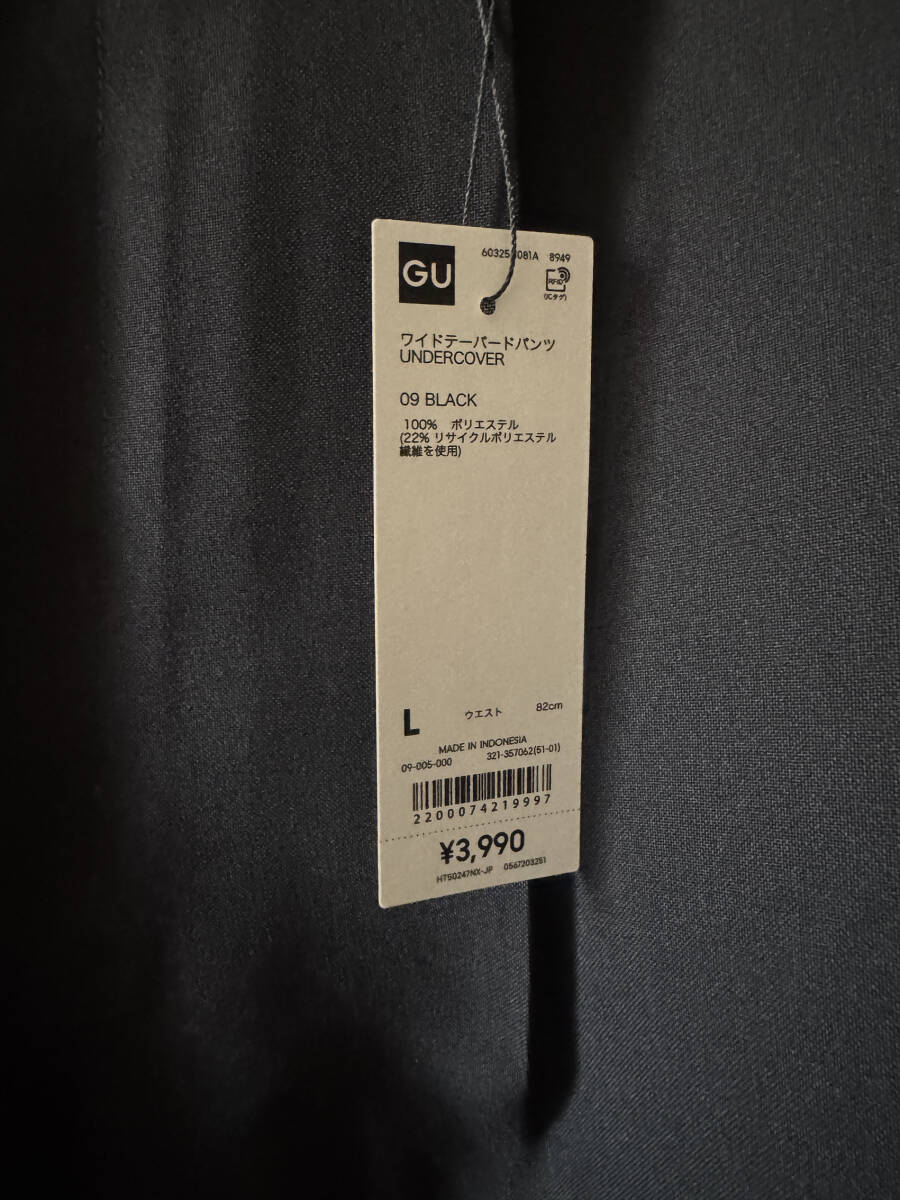 GU
8949
RFID
(ICタグ)
ワイドテーパードパンツ
UNDERCOVER
09 BLACK
100% ポリエステル
(22% リサイクルポリエステル
繊維を使用)
L ウエスト 82cm
MADE IN INDONESIA
09-005-000 321-357062(51-01)
2200074219997
¥3,990
HT50247NX-JP 0567203251